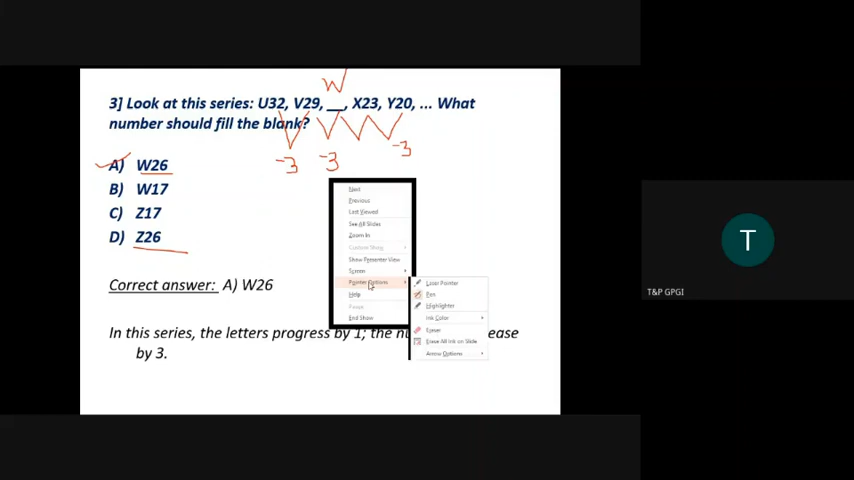 W
3] Look at this series: U32, V29, __, X23, Y20, ... What
number should fill the blank?
-3 -3 -3
A) W26
B) W17
C) Z17
D) Z26
Correct answer: A) W26
In this series, the letters progress by 1; the ease
by 3.
Next
Previous
Last Viewed
See All Slides
Zoom In
Custom Show
Show Presenter View
Screen
Pointer Options
Help
Pause
End Show
Laser Pointer
Pen
Highlighter
Ink Color
Eraser
Erase All Ink on Slide
Arrow Options
T
T&P GPGI